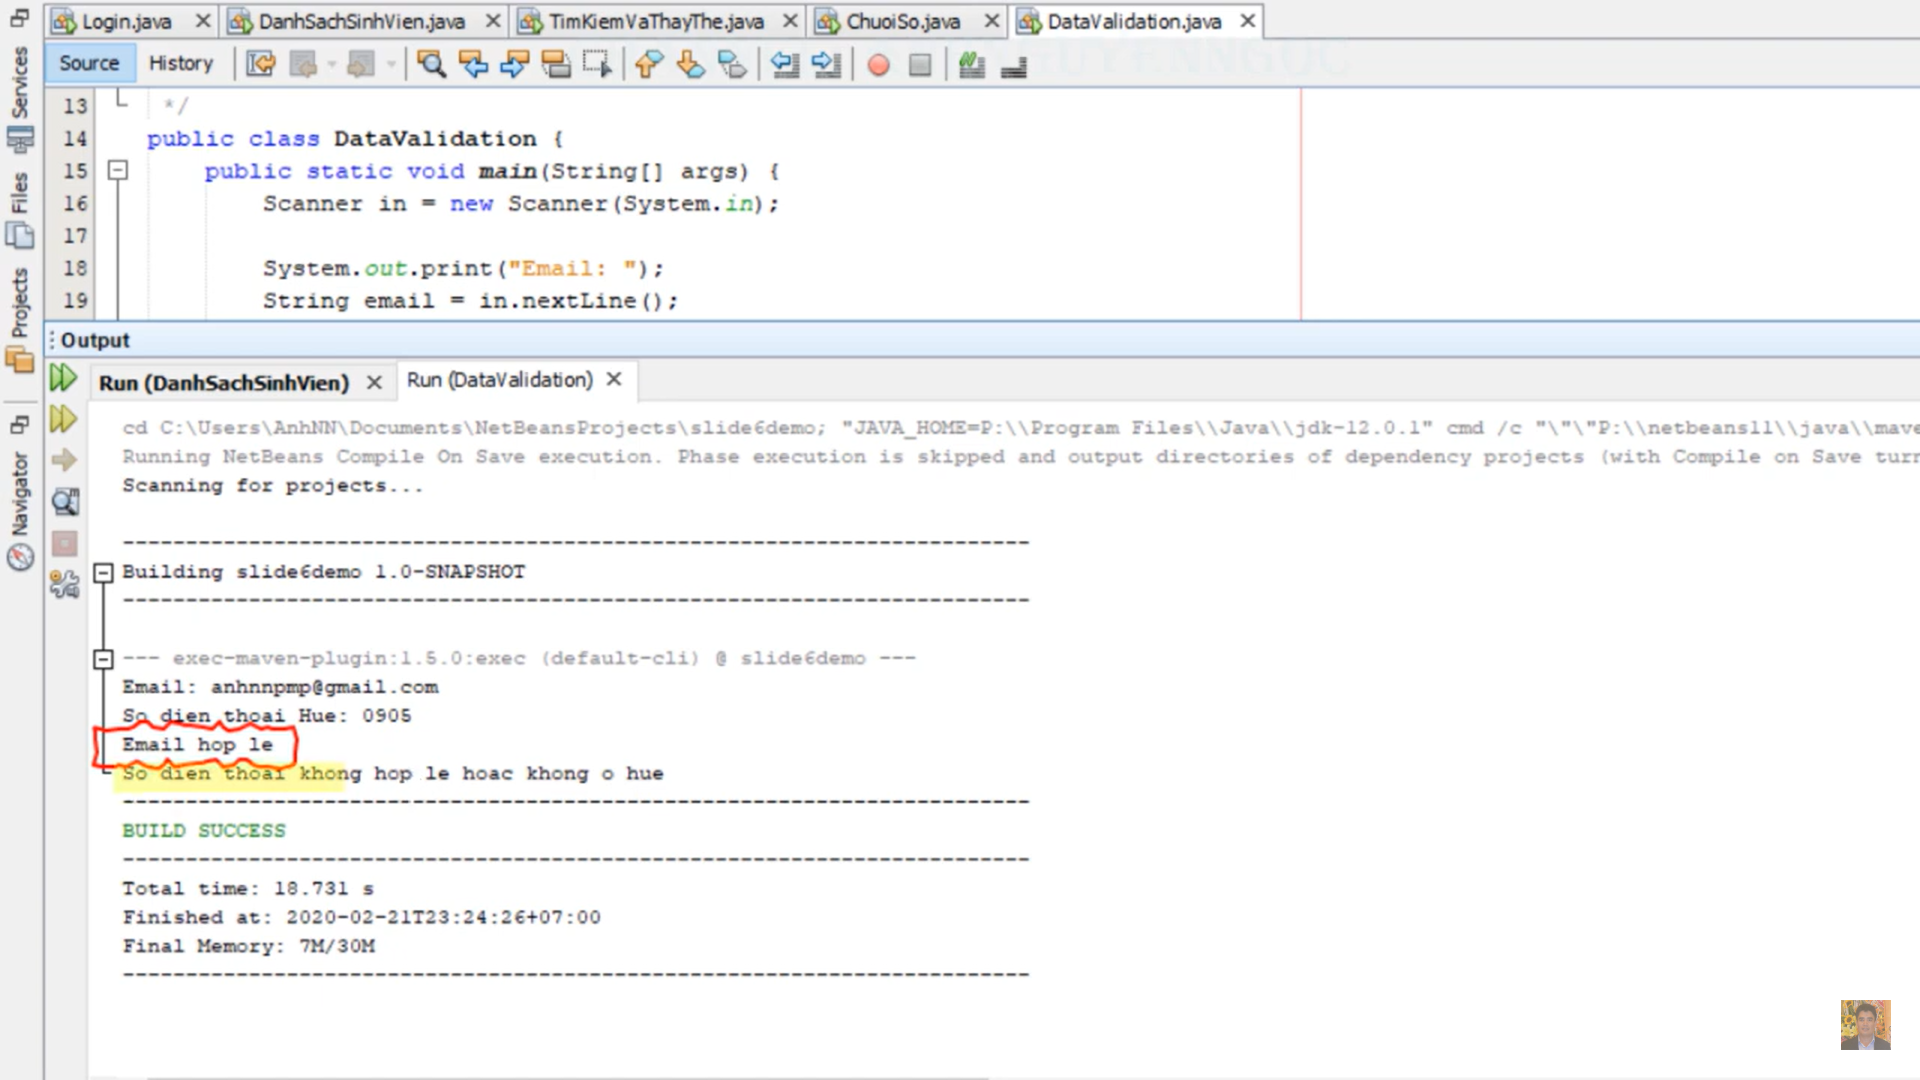 Login.java DanhSachSinhVien.java TimKiemVaThayThe.java ChuoiSo.java DataValidation.java
Source History
GUYENNGOC
13 */
14 public class DataValidation {
15 public static void main(String[] args) {
16 Scanner in = new Scanner(System.in);
17
18 System.out.print("Email: ");
19 String email = in.nextLine();
Services
Files
Projects
Navigator
Output
Run (DanhSachSinhVien) Run (DataValidation)
cd C:\Users\AnhNN\Documents\NetBeansProjects\slide6demo; "JAVA_HOME=P:\\Program Files\\Java\\jdk-12.0.1" cmd /c "\"\"P:\\netbeans11\\java\\mave
Running NetBeans Compile On Save execution. Phase execution is skipped and output directories of dependency projects (with Compile on Save turn
Scanning for projects...
------------------------------------------------------------------------
Building slide6demo 1.0-SNAPSHOT
------------------------------------------------------------------------
--- exec-maven-plugin:1.5.0:exec (default-cli) @ slide6demo ---
Email: anhnnpmp@gmail.com
So dien thoai Hue: 0905
Email hop le
So dien thoai khong hop le hoac khong o hue
------------------------------------------------------------------------
BUILD SUCCESS
------------------------------------------------------------------------
Total time: 18.731 s
Finished at: 2020-02-21T23:24:26+07:00
Final Memory: 7M/30M
------------------------------------------------------------------------